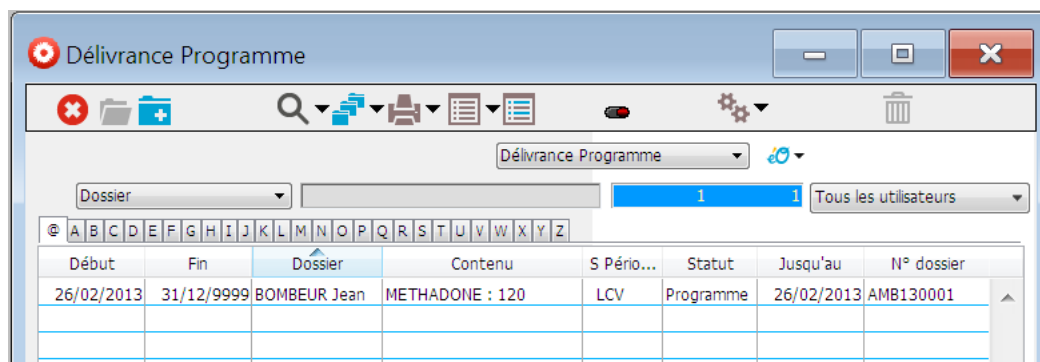 Délivrance Programme
Délivrance Programme éO
Dossier 1 1 Tous les utilisateurs
@ A B C D E F G H I J K L M N O P Q R S T U V W X Y Z
Début Fin Dossier Contenu S Pério... Statut Jusqu'au N° dossier
26/02/2013 31/12/9999 BOMBEUR Jean METHADONE : 120 LCV Programme 26/02/2013 AMB130001